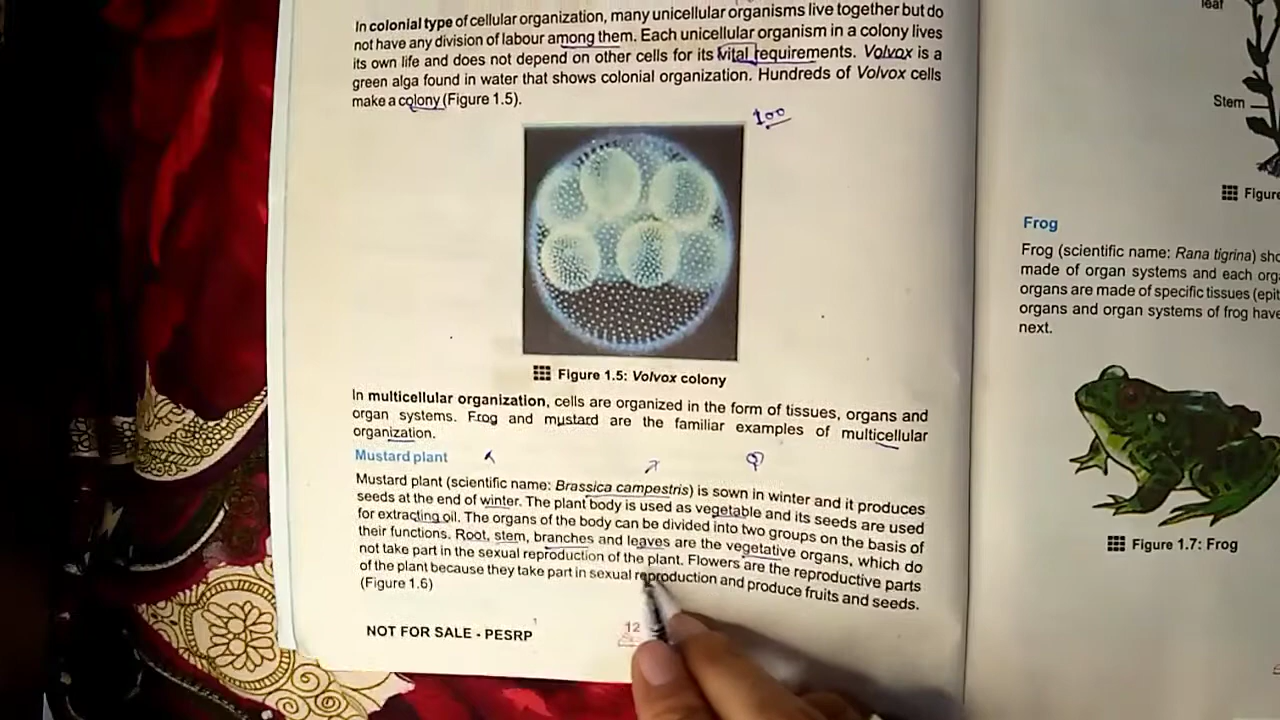 In colonial type of cellular organization, many unicellular organisms live together but do
not have any division of labour among them. Each unicellular organism in a colony lives
its own life and does not depend on other cells for its vital requirements. Volvox is a
green alga found in water that shows colonial organization. Hundreds of Volvox cells
make a colony (Figure 1.5).
100
Figure 1.5: Volvox colony
In multicellular organization, cells are organized in the form of tissues, organs and
organ systems. Frog and mustard are the familiar examples of multicellular
organization.
Mustard plant
Mustard plant (scientific name: Brassica campestris) is sown in winter and it produces
seeds at the end of winter. The plant body is used as vegetable and its seeds are used
for extracting oil. The organs of the body can be divided into two groups on the basis of
their functions. Root, stem, branches and leaves are the vegetative organs, which do
not take part in the sexual reproduction of the plant. Flowers are the reproductive parts
of the plant because they take part in sexual reproduction and produce fruits and seeds.
(Figure 1.6)
NOT FOR SALE - PESRP
12
leaf
Stem
Figure
Frog
Frog (scientific name: Rana tigrina) sho
made of organ systems and each org
organs are made of specific tissues (epit
organs and organ systems of frog have
next.
Figure 1.7: Frog